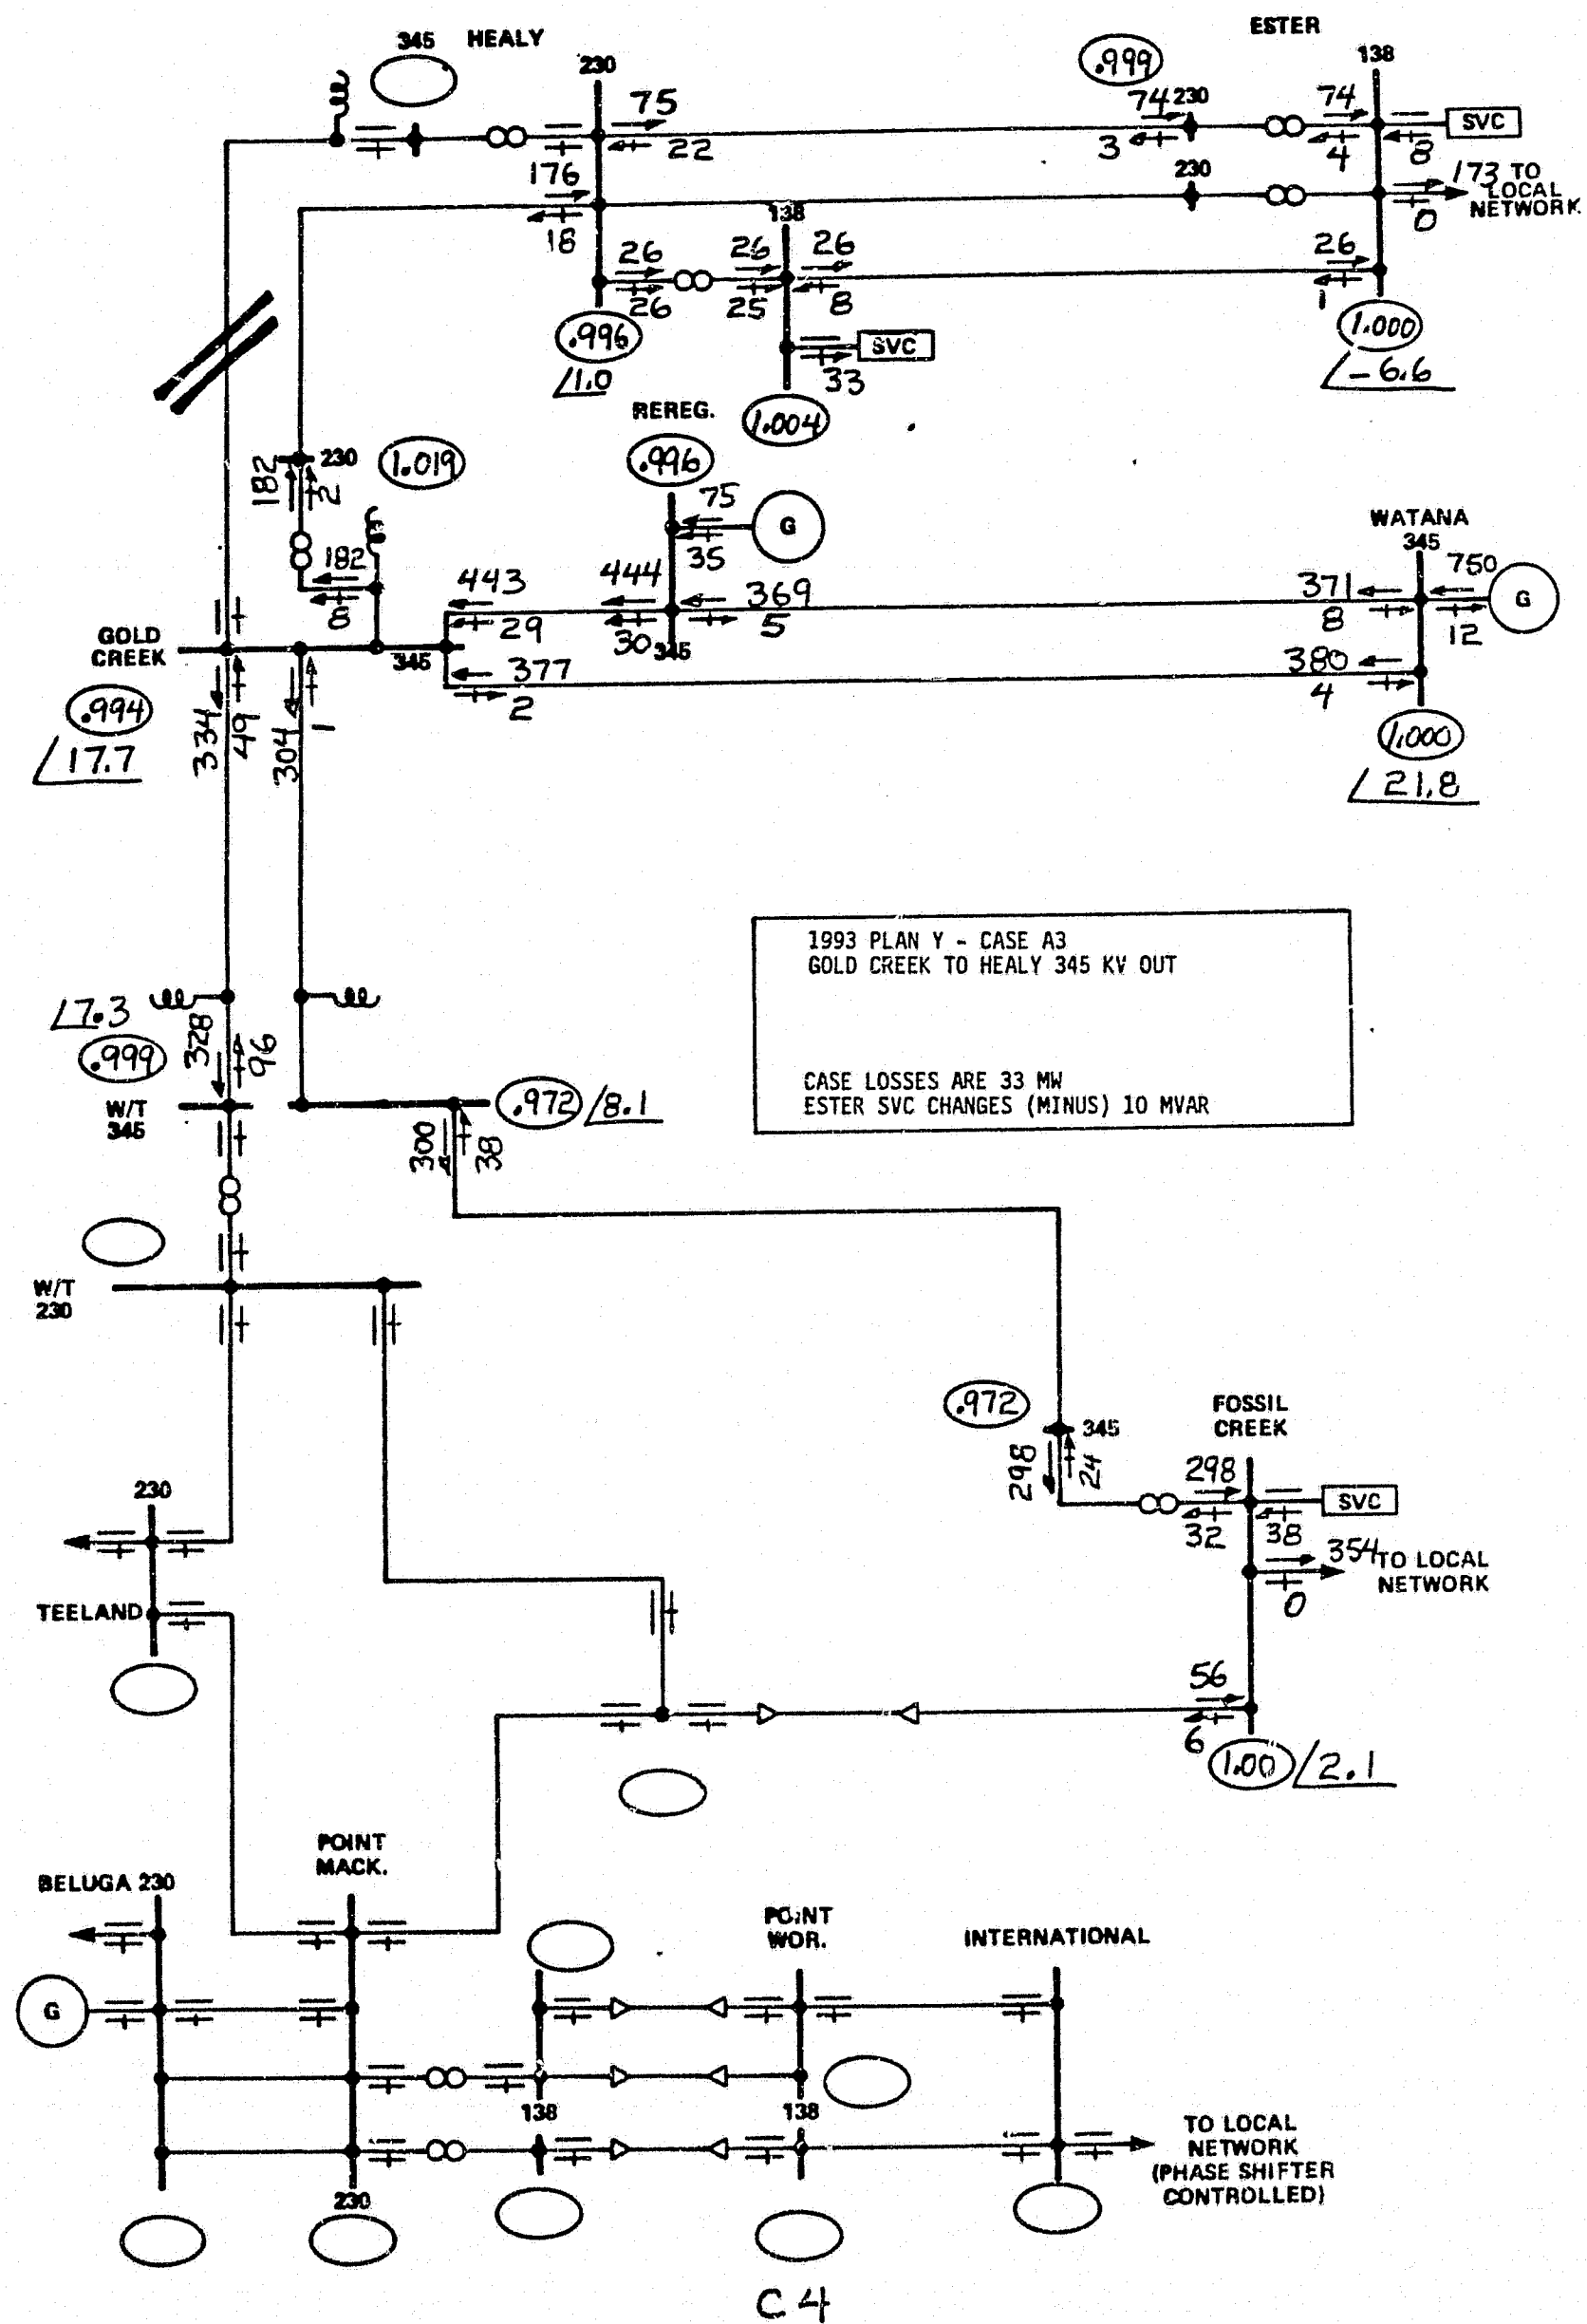 345 HEALY
ESTER
230
.999
138
75
74 230
74
SVC
22
3
4
8
176
230
173 TO
LOCAL
NETWORK
0
138
18
26
26
26
26
26
25
8
1
.996
SVC
1.000
/1.0
33
/-6.6
REREG.
1.004
230
1.019
.996
182
2
75
G
WATANA
345
182
35
750
443
444
369
371
G
8
29
30
5
8
12
GOLD
CREEK
345
345
377
380
2
4
.994
334
49
304
1
1.000
/17.7
/21.8
1993 PLAN Y - CASE A3
GOLD CREEK TO HEALY 345 KV OUT
/7.3
328
96
.999
CASE LOSSES ARE 33 MW
ESTER SVC CHANGES (MINUS) 10 MVAR
W/T
345
.972 /8.1
300
38
W/T
230
.972
FOSSIL
CREEK
345
298
24
298
SVC
230
32
38
354 TO LOCAL
NETWORK
0
TEELAND
56
6
1.00 /2.1
POINT
MACK.
BELUGA 230
POINT
WOR.
INTERNATIONAL
G
138
138
TO LOCAL
NETWORK
(PHASE SHIFTER
CONTROLLED)
230
C 4